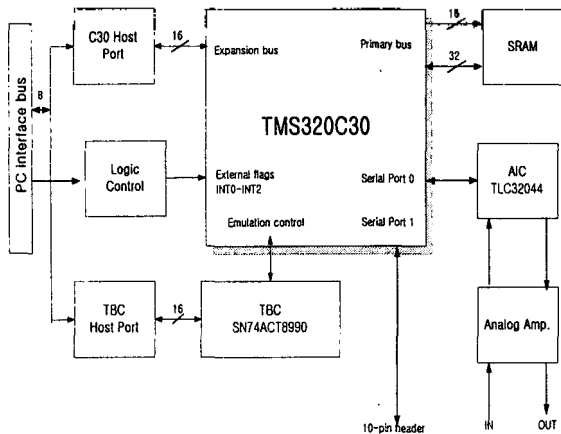 PC interface bus
8
C30 Host
Port
16
Expansion bus
Primary bus
32
SRAM
TMS320C30
Logic
Control
External flags
INT0-INT2
Serial Port 0
AIC
TLC32044
Emulation control
Serial Port 1
TBC
Host Port
16
TBC
SN74ACT8990
Analog Amp.
10-pin header
IN
OUT